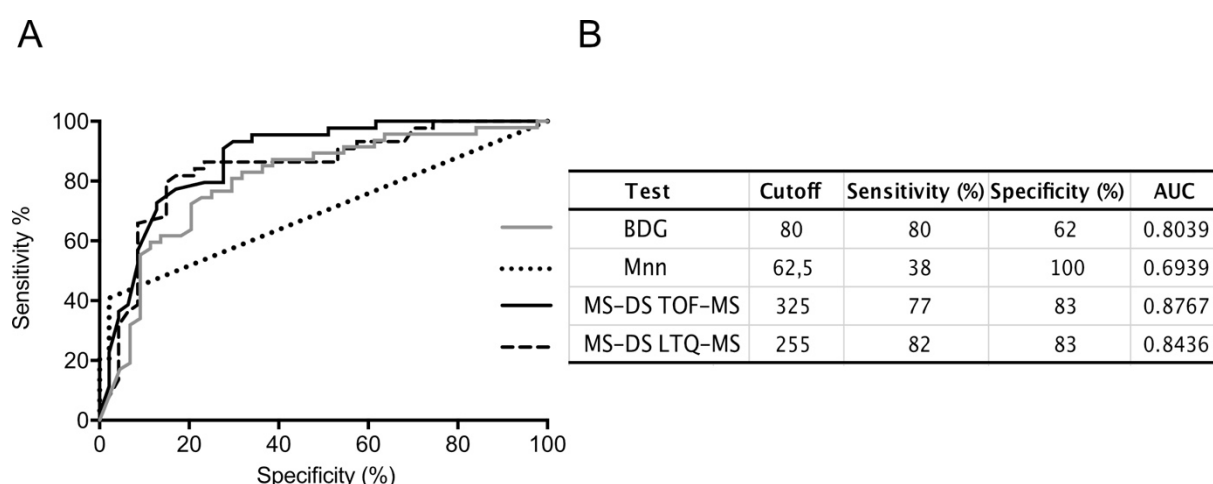 A
B
100
80
60
40
20
0
Sensitivity %
0 20 40 60 80 100
Specificity (%)
Test Cutoff Sensitivity (%) Specificity (%) AUC
BDG 80 80 62 0.8039
Mnn 62,5 38 100 0.6939
MS-DS TOF-MS 325 77 83 0.8767
MS-DS LTQ-MS 255 82 83 0.8436